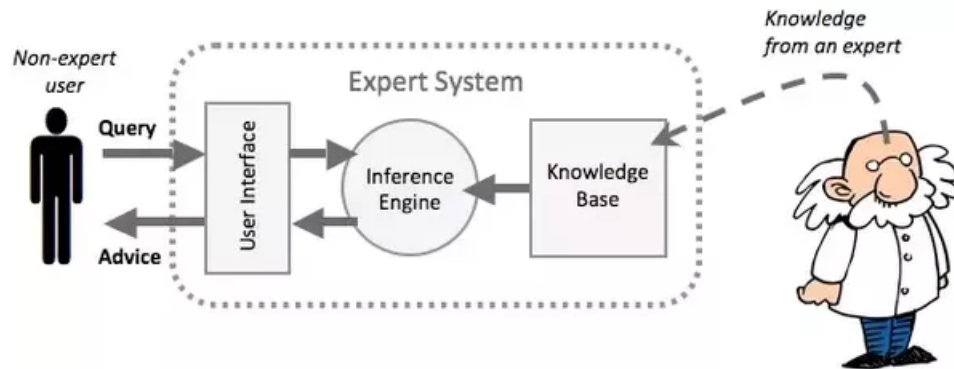 Non-expert
user
Query
Advice
Expert System
User Interface
Inference
Engine
Knowledge
Base
Knowledge
from an expert